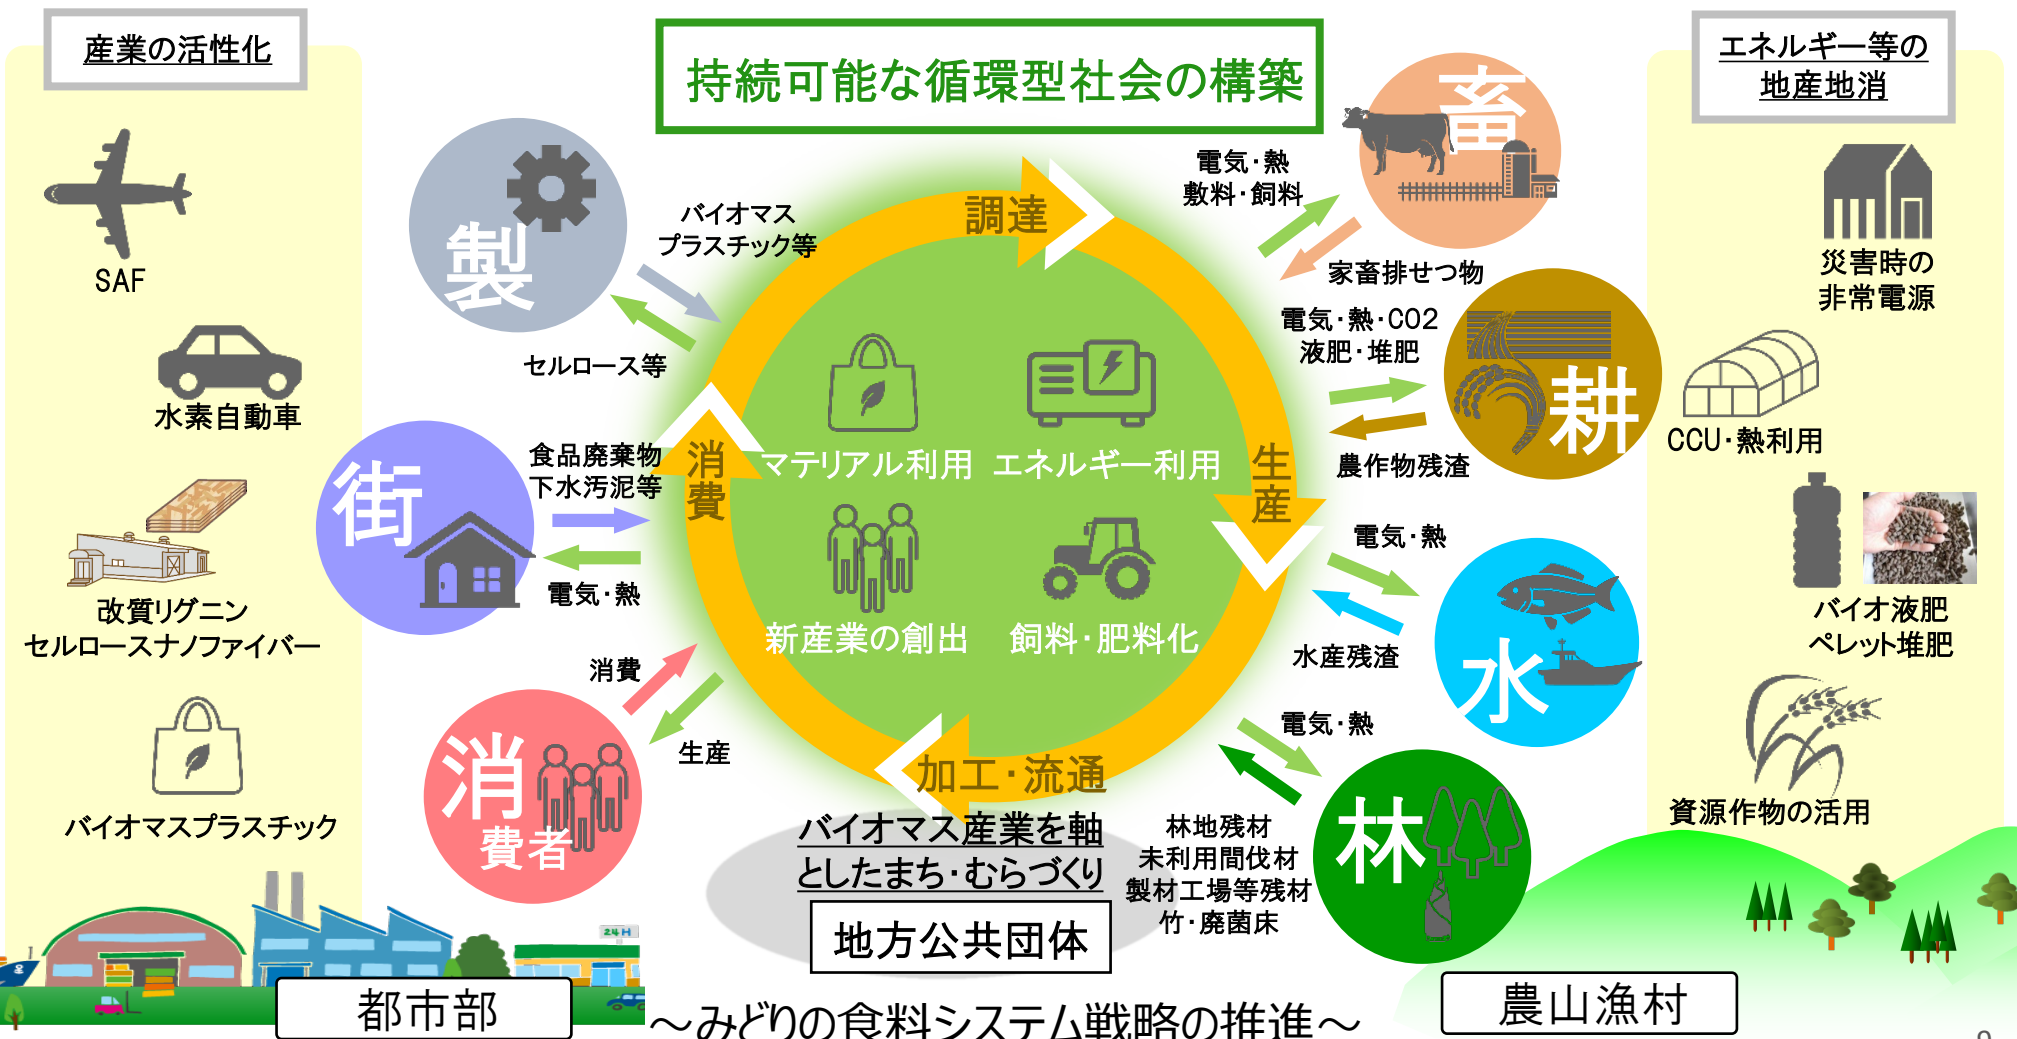 産業の活性化
SAF
水素自動車
改質リグニン
セルロースナノファイバー
バイオマスプラスチック
持続可能な循環型社会の構築
製
バイオマス
プラスチック等
セルロース等
街
食品廃棄物
下水汚泥等
電気・熱
消費
生産
消
費者
調達
生産
加工・流通
消費
マテリアル利用
エネルギー利用
新産業の創出
飼料・肥料化
畜
電気・熱
敷料・飼料
家畜排せつ物
耕
電気・熱・CO2
液肥・堆肥
農作物残渣
水
電気・熱
水産残渣
林
電気・熱
林地残材
未利用間伐材
製材工場等残材
竹・廃菌床
エネルギー等の
地産地消
災害時の
非常電源
CCU・熱利用
バイオ液肥
ペレット堆肥
資源作物の活用
バイオマス産業を軸
としたまち・むらづくり
地方公共団体
24H
都市部
～みどりの食料システム戦略の推進～
農山漁村